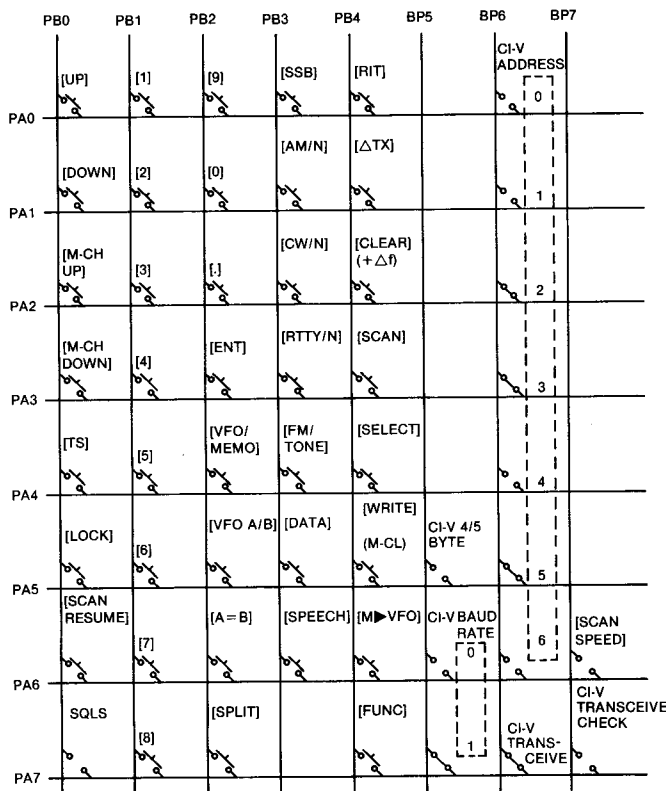 PB0 PB1 PB2 PB3 PB4 BP5 BP6 BP7
CI-V
ADDRESS
[UP] [1] [9] [SSB] [RIT] 0
PA0
[DOWN] [2] [0] [AM/N] [△TX] 1
PA1
[M-CH
UP] [3] [.] [CW/N] [CLEAR]
(+△f) 2
PA2
[M-CH
DOWN] [4] [ENT] [RTTY/N] [SCAN] 3
PA3
[TS] [5] [VFO/
MEMO] [FM/
TONE] [SELECT] 4
PA4
[LOCK] [6] [VFO A/B] [DATA] [WRITE]
(M-CL) CI-V 4/5
BYTE 5
PA5
[SCAN
RESUME] [7] [A=B] [SPEECH] [M▶VFO] CI-V BAUD
RATE
0 6 [SCAN
SPEED]
PA6
SQLS [8] [SPLIT] [FUNC] 1 CI-V
TRANS-
CEIVE CI-V
TRANSCEIVE
CHECK
PA7